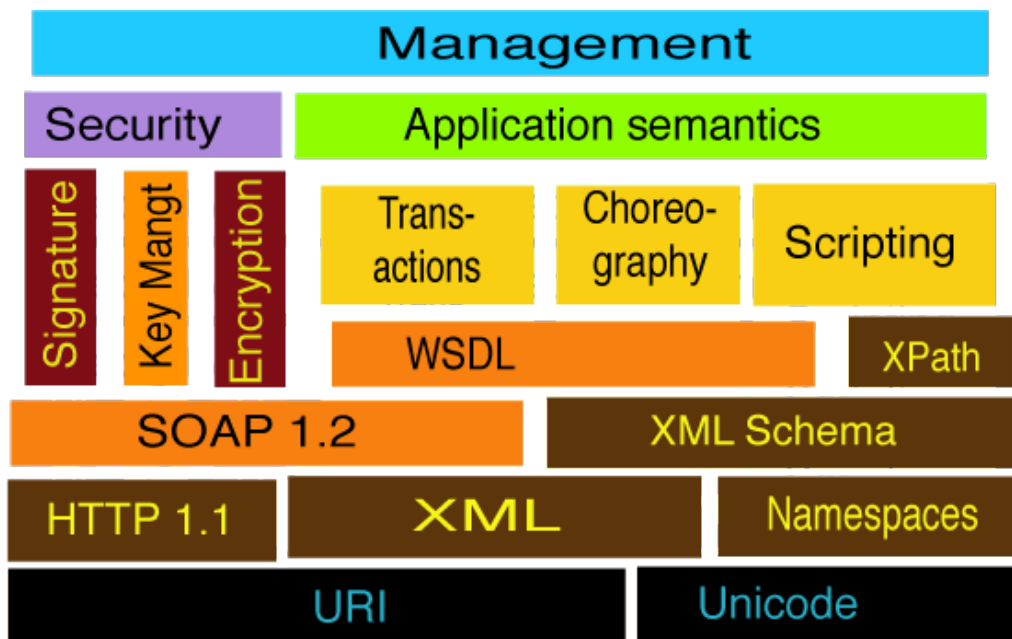 Management
Security
Application semantics
Signature
Key Mangt
Encryption
Trans-
actions
Choreo-
graphy
Scripting
WSDL
XPath
SOAP 1.2
XML Schema
HTTP 1.1
XML
Namespaces
URI
Unicode